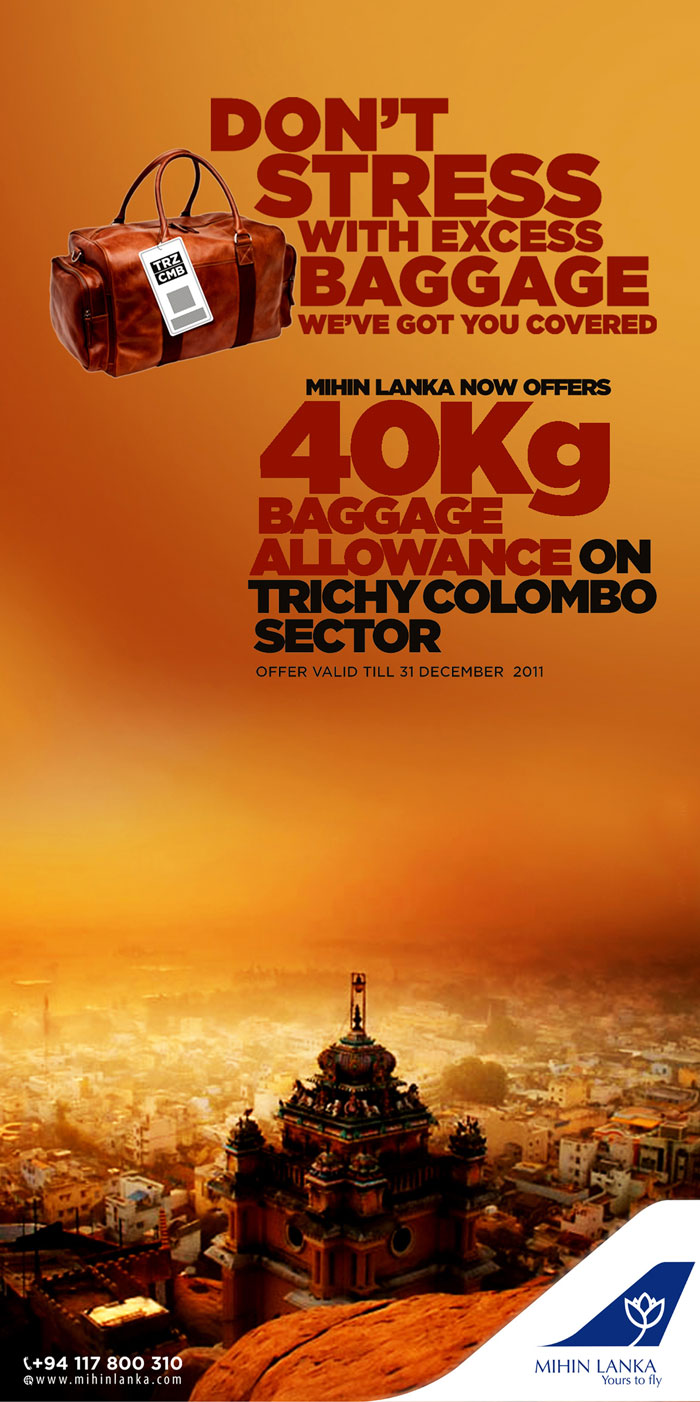 DON'T
STRESS
WITH EXCESS
BAGGAGE
WE'VE GOT YOU COVERED
TRZ
CMB
MIHIN LANKA NOW OFFERS
40Kg
BAGGAGE
ALLOWANCE ON
TRICHY COLOMBO
SECTOR
OFFER VALID TILL 31 DECEMBER 2011
+94 117 800 310
www.mihinlanka.com
MIHIN LANKA
Yours to fly